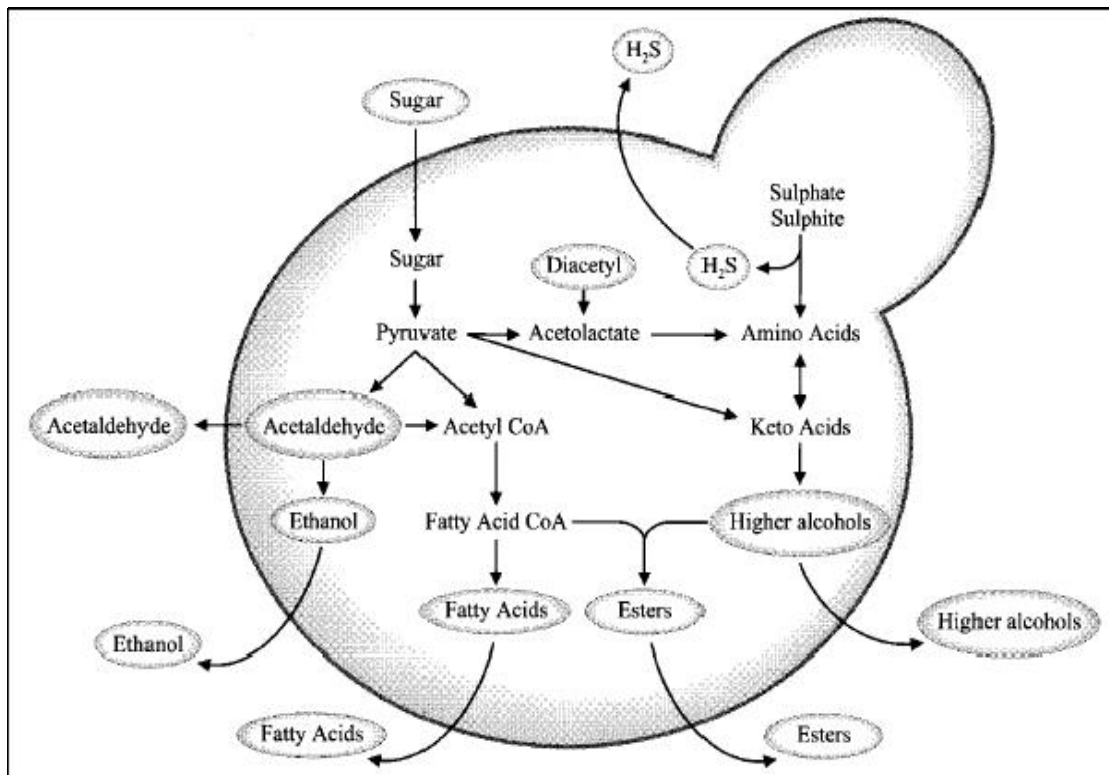 H₂S
Sugar
Sulphate
Sulphite
Sugar
Diacetyl
H₂S
Pyruvate
Acetolactate
Amino Acids
Acetaldehyde
Acetaldehyde
Acetyl CoA
Keto Acids
Ethanol
Fatty Acid CoA
Higher alcohols
Fatty Acids
Esters
Ethanol
Higher alcohols
Fatty Acids
Esters